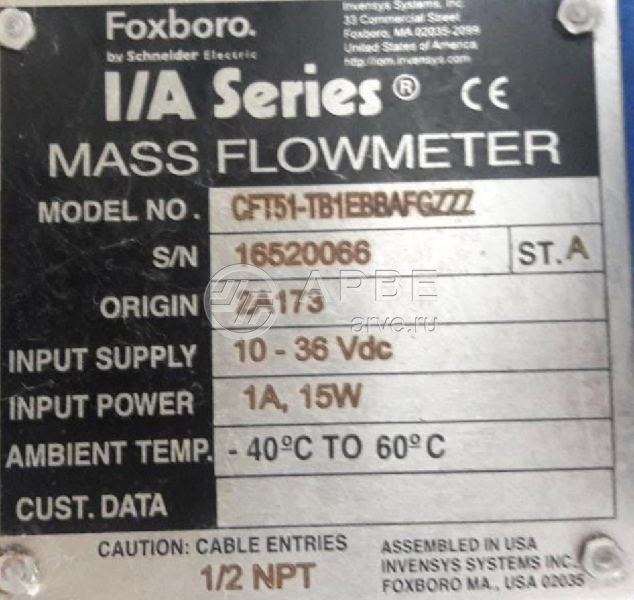 Foxboro.
by Schneider Electric
Invensys Systems, Inc.
33 Commercial Street
Foxboro, MA 02035-2099
United States of America
http://iom.invensys.com
I/A Series® CE
MASS FLOWMETER
MODEL NO. CFT51-TB1EBBAFGZZZ
S/N 16520066 ST. A
ORIGIN 2A173
АРВЕ
arve.ru
INPUT SUPPLY 10 - 36 Vdc
INPUT POWER 1A, 15W
AMBIENT TEMP. - 40ºC TO 60ºC
CUST. DATA
CAUTION: CABLE ENTRIES
1/2 NPT
ASSEMBLED IN USA
INVENSYS SYSTEMS INC.
FOXBORO MA., USA 02035